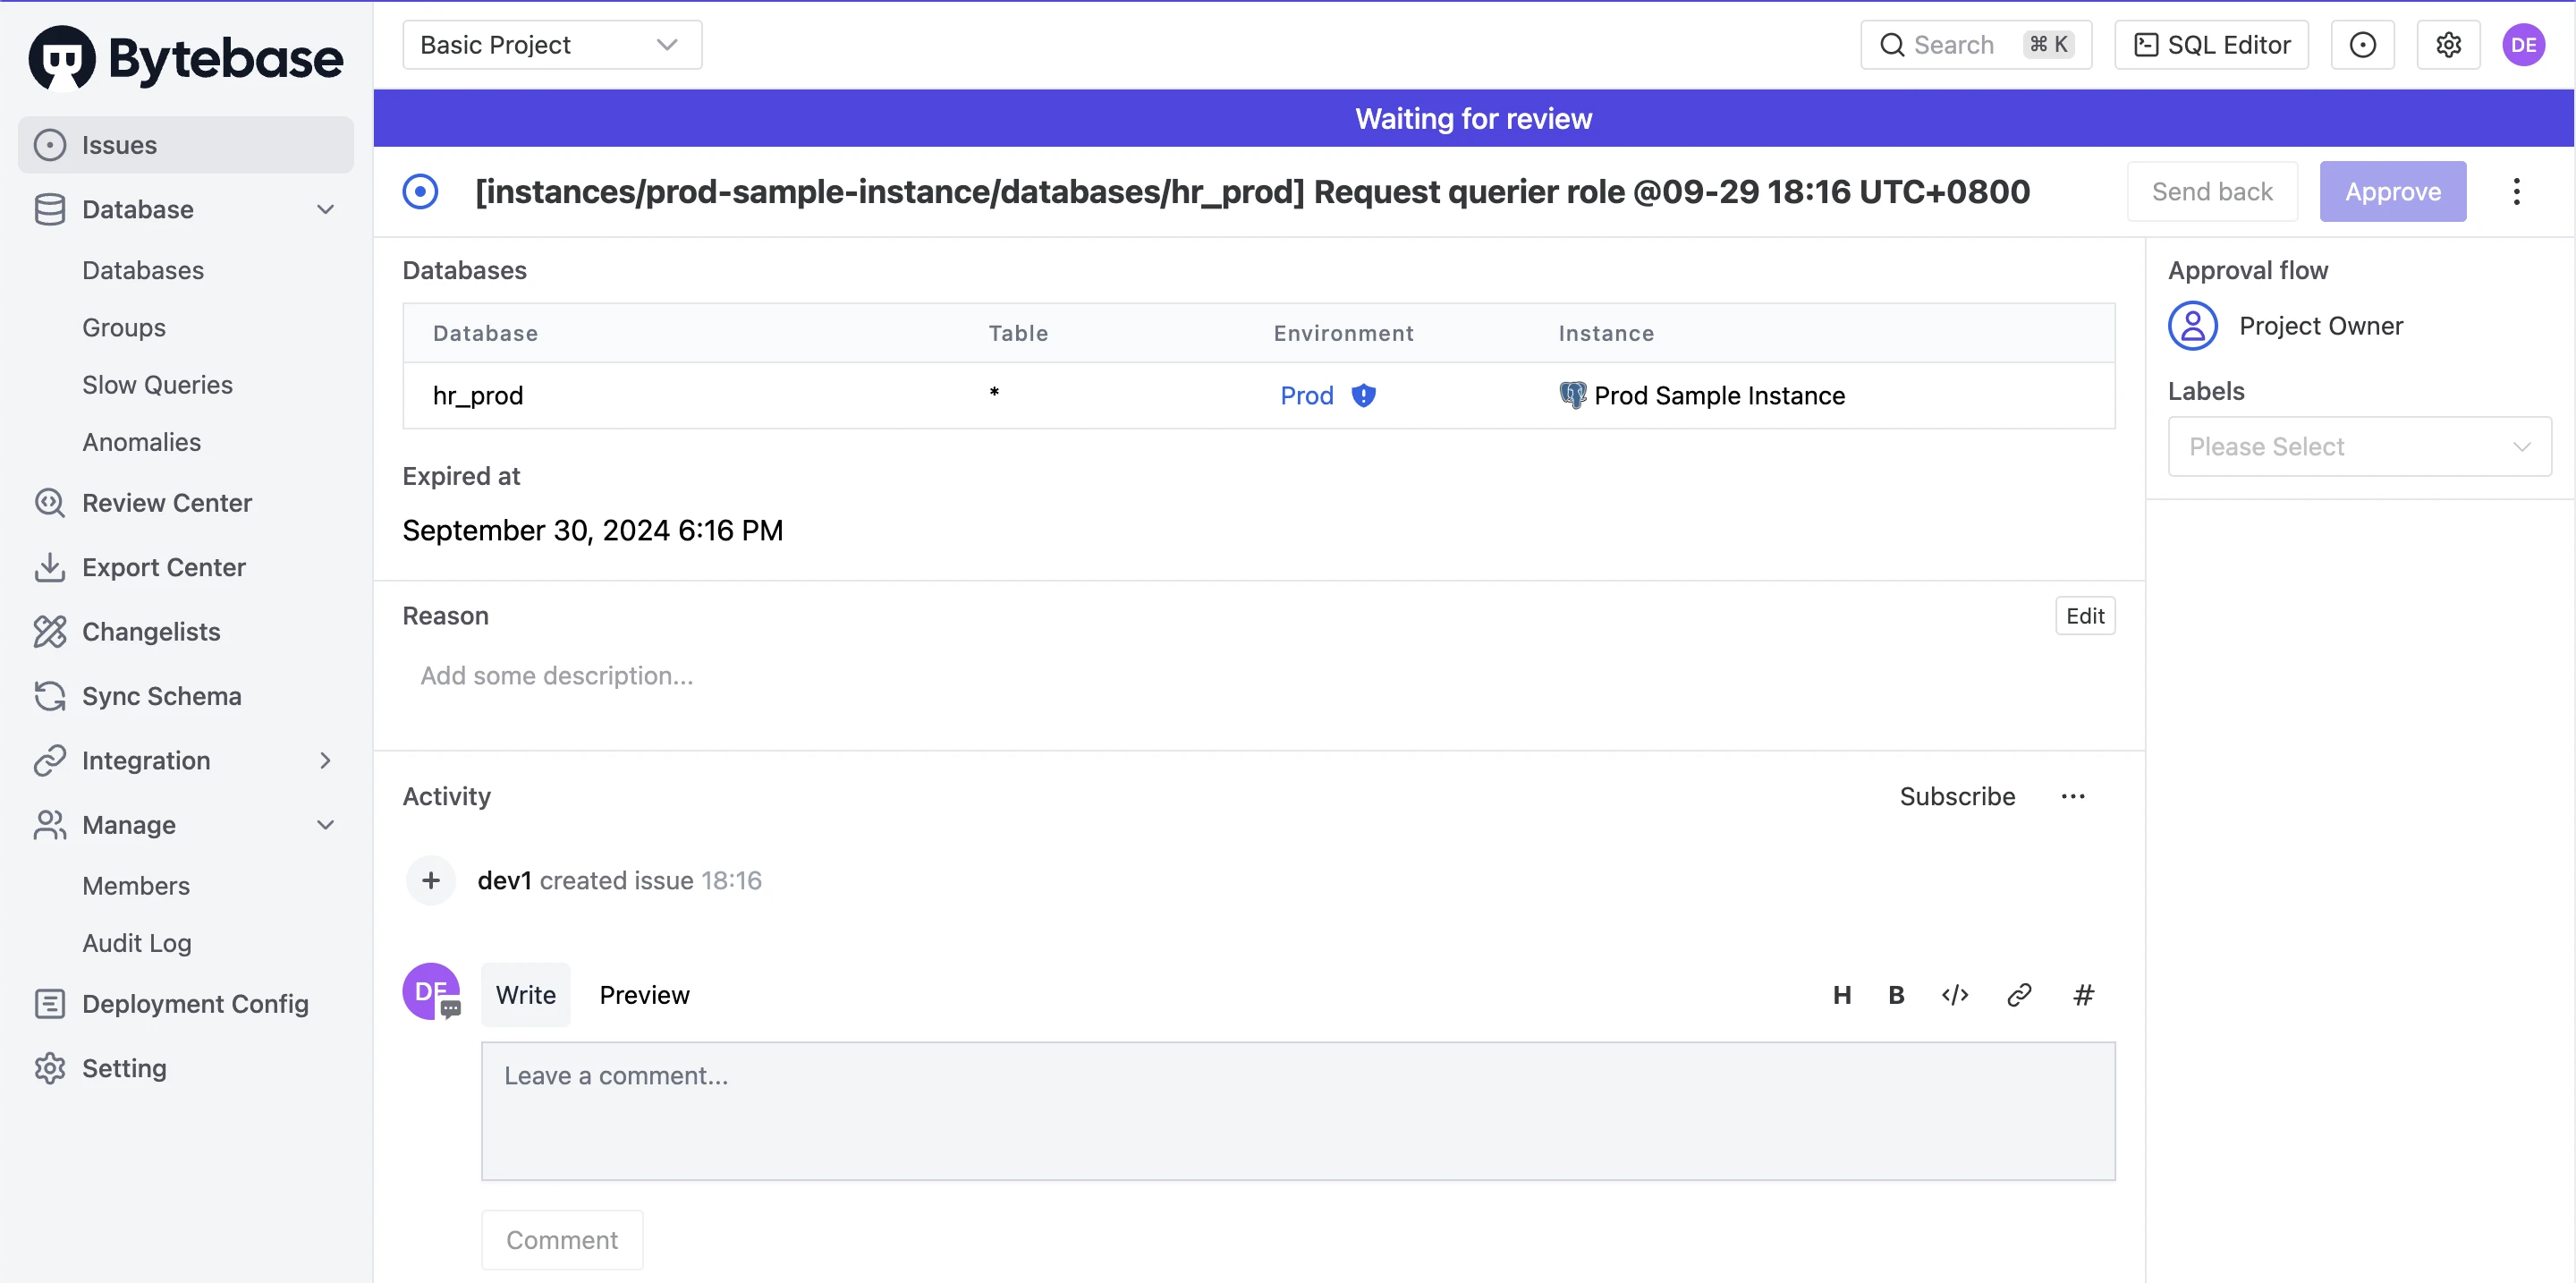 Bytebase
Issues
Database
Databases
Groups
Slow Queries
Anomalies
Review Center
Export Center
Changelists
Sync Schema
Integration
Manage
Members
Audit Log
Deployment Config
Setting
Basic Project
Search ⌘ K
SQL Editor
DE
Waiting for review
[instances/prod-sample-instance/databases/hr_prod] Request querier role @09-29 18:16 UTC+0800
Send back
Approve
Databases
Database Table Environment Instance
hr_prod * Prod Prod Sample Instance
Expired at
September 30, 2024 6:16 PM
Reason
Edit
Add some description...
Activity
Subscribe
dev1 created issue 18:16
DE
Write
Preview
H B </> #
Leave a comment...
Comment
Approval flow
Project Owner
Labels
Please Select